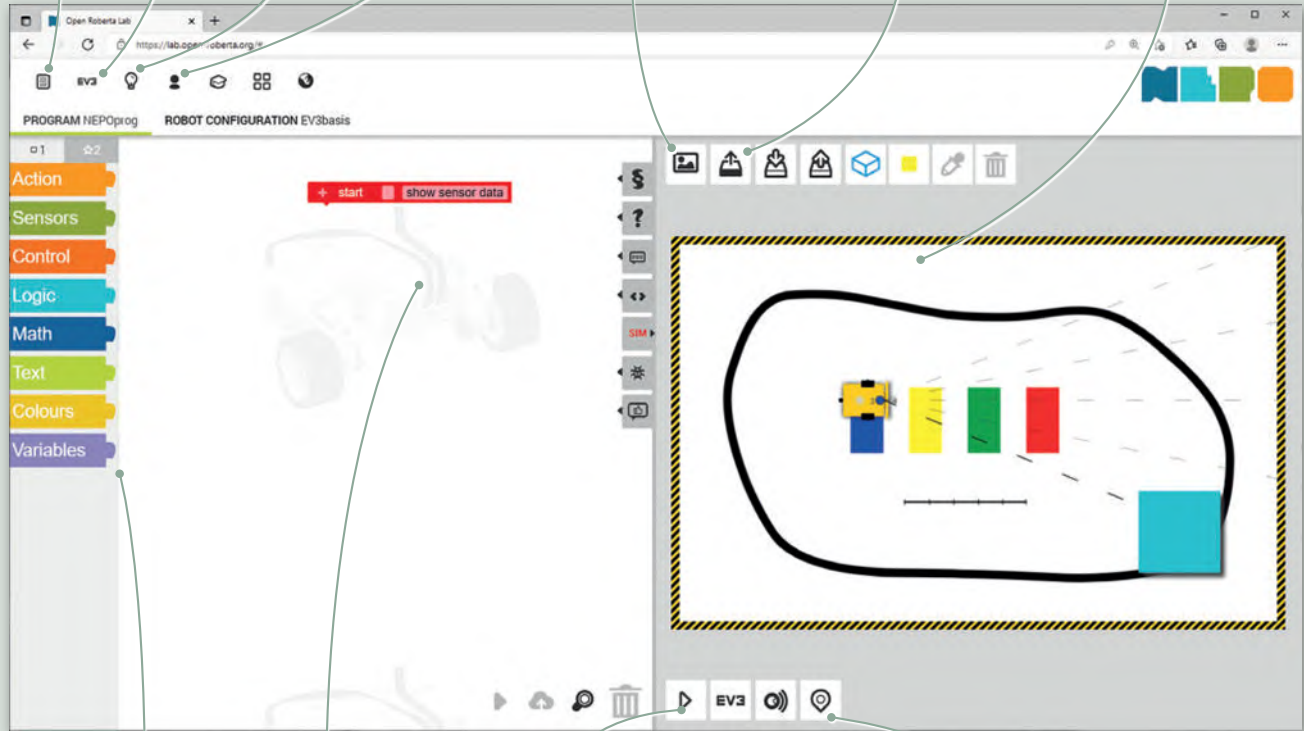 Open Roberta Lab
https://lab.open-roberta.org/#
EV3
PROGRAM NEPOprog
ROBOT CONFIGURATION EV3basis
1
2
Action
Sensors
Control
Logic
Math
Text
Colours
Variables
+ start show sensor data
§
?
SIM
EV3